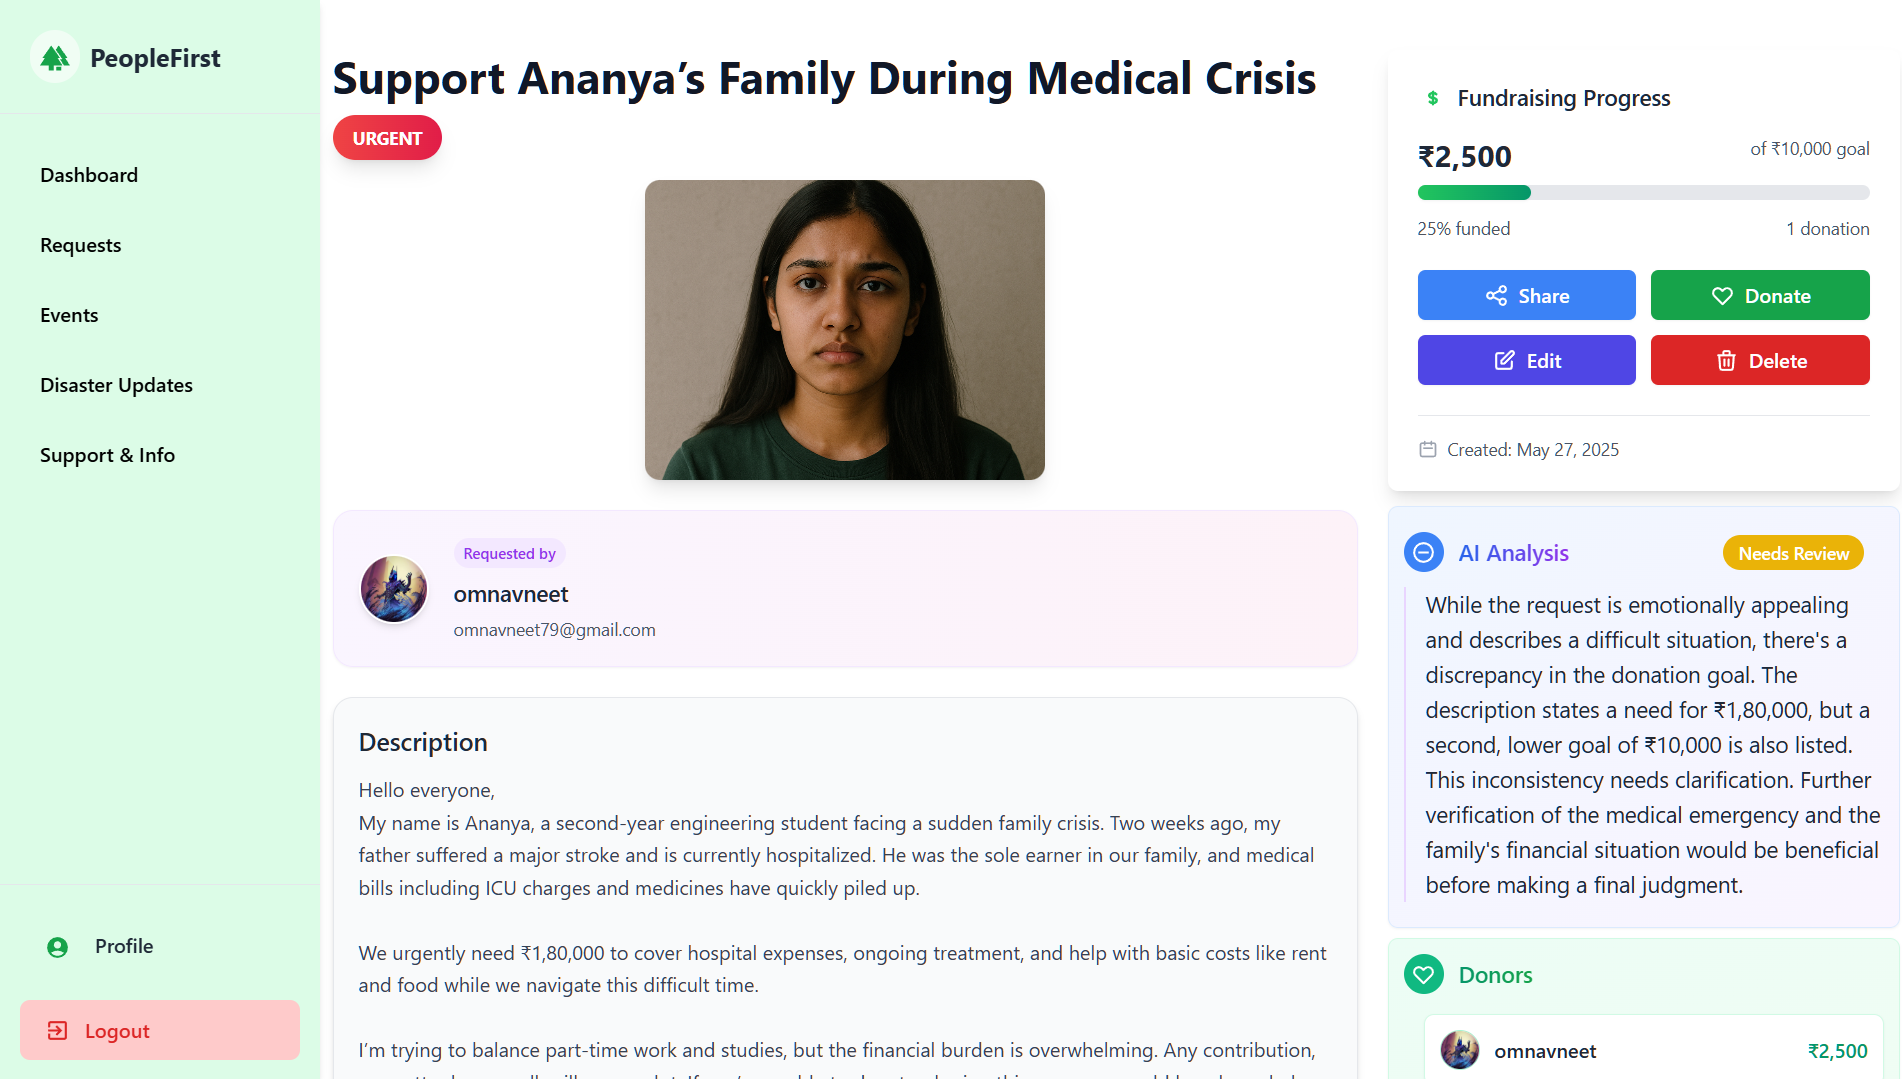 PeopleFirst
Dashboard
Requests
Events
Disaster Updates
Support & Info
Profile
Logout
Support Ananya’s Family During Medical Crisis
URGENT
Requested by
omnavneet
omnavneet79@gmail.com
Description
Hello everyone,
My name is Ananya, a second-year engineering student facing a sudden family crisis. Two weeks ago, my
father suffered a major stroke and is currently hospitalized. He was the sole earner in our family, and medical
bills including ICU charges and medicines have quickly piled up.
We urgently need ₹1,80,000 to cover hospital expenses, ongoing treatment, and help with basic costs like rent
and food while we navigate this difficult time.
I’m trying to balance part-time work and studies, but the financial burden is overwhelming. Any contribution,
Fundraising Progress
₹2,500
of ₹10,000 goal
25% funded
1 donation
Share
Donate
Edit
Delete
Created: May 27, 2025
AI Analysis
Needs Review
While the request is emotionally appealing
and describes a difficult situation, there's a
discrepancy in the donation goal. The
description states a need for ₹1,80,000, but a
second, lower goal of ₹10,000 is also listed.
This inconsistency needs clarification. Further
verification of the medical emergency and the
family's financial situation would be beneficial
before making a final judgment.
Donors
omnavneet
₹2,500